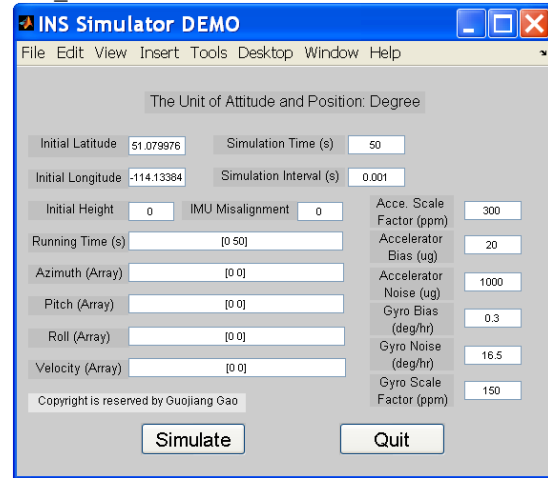 INS Simulator DEMO
File Edit View Insert Tools Desktop Window Help
The Unit of Attitude and Position: Degree
Initial Latitude 51.079976 Simulation Time (s) 50
Initial Longitude -114.13384 Simulation Interval (s) 0.001
Initial Height 0 IMU Misalignment 0
Running Time (s) [0 50]
Azimuth (Array) [0 0]
Pitch (Array) [0 0]
Roll (Array) [0 0]
Velocity (Array) [0 0]
Acce. Scale
Factor (ppm) 300
Accelerator
Bias (ug) 20
Accelerator
Noise (ug) 1000
Gyro Bias
(deg/hr) 0.3
Gyro Noise
(deg/hr) 16.5
Gyro Scale
Factor (ppm) 150
Copyright is reserved by Guojiang Gao
Simulate Quit